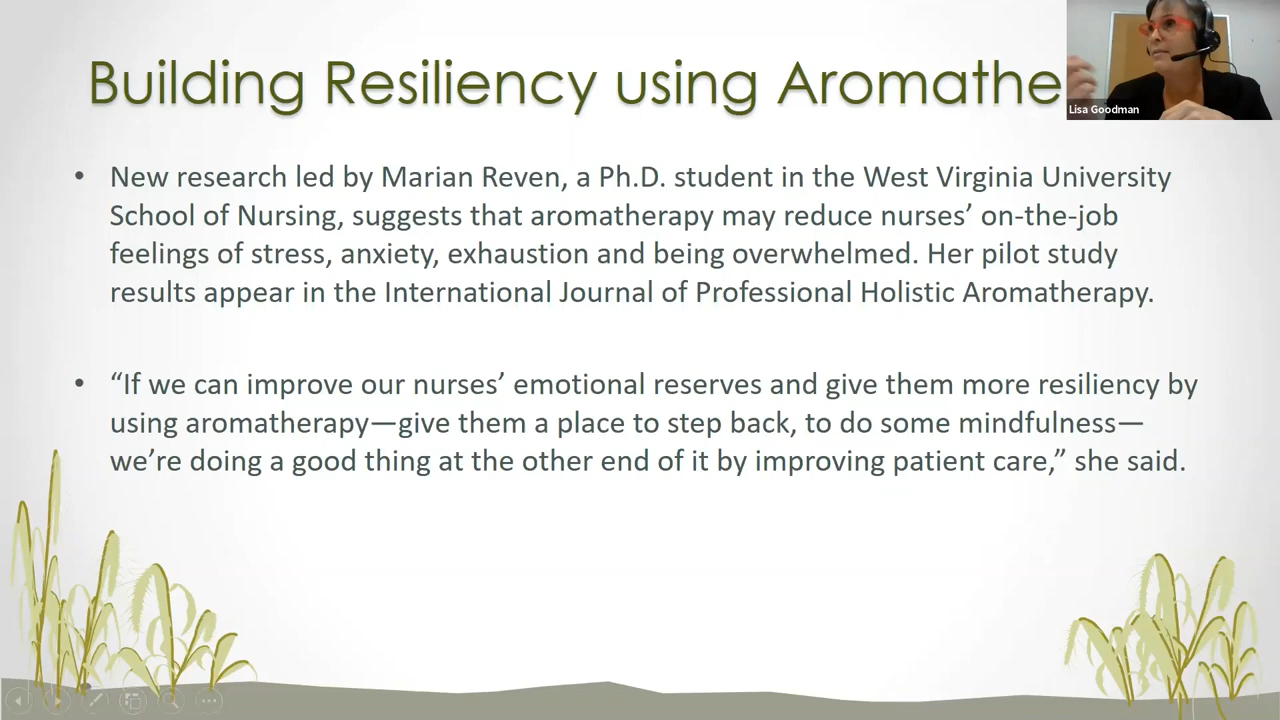 Building Resiliency using Aromathe
Lisa Goodman
• New research led by Marian Reven, a Ph.D. student in the West Virginia University
School of Nursing, suggests that aromatherapy may reduce nurses’ on-the-job
feelings of stress, anxiety, exhaustion and being overwhelmed. Her pilot study
results appear in the International Journal of Professional Holistic Aromatherapy.
• “If we can improve our nurses’ emotional reserves and give them more resiliency by
using aromatherapy—give them a place to step back, to do some mindfulness—
we’re doing a good thing at the other end of it by improving patient care,” she said.